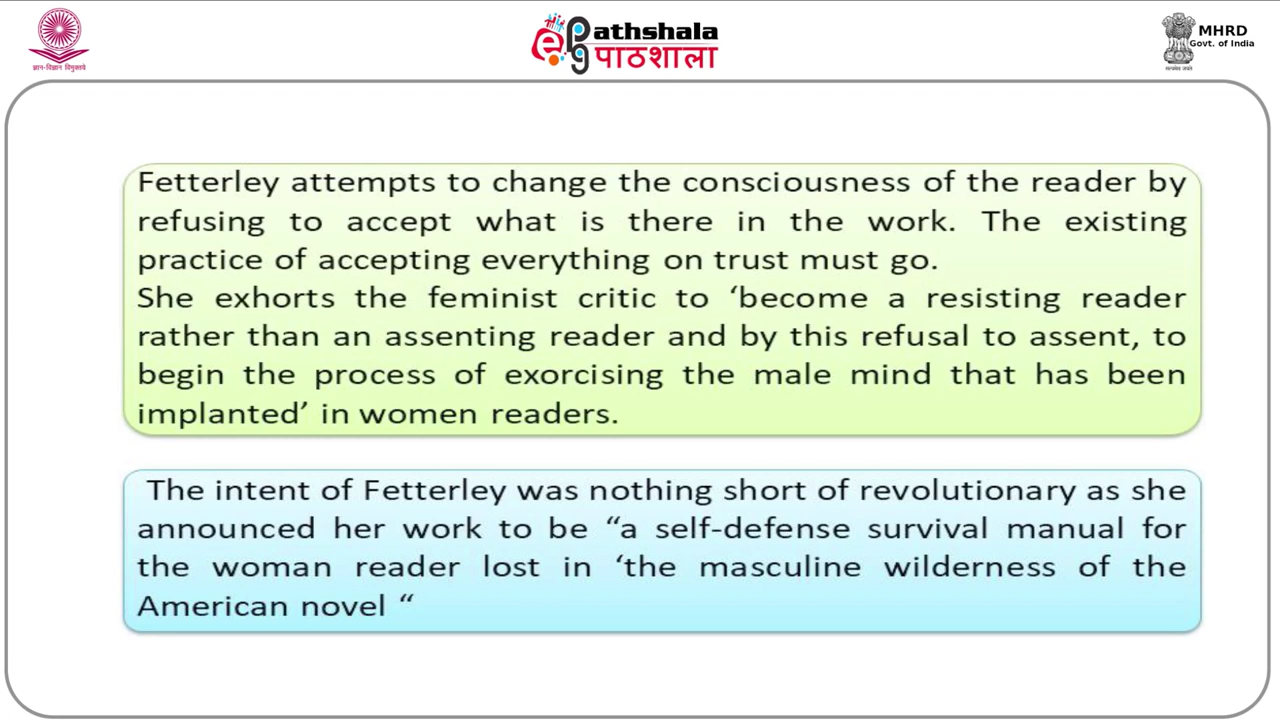 ज्ञान-विज्ञान विमुक्तये
e pg Pathshala
पाठशाला
MHRD
Govt. of India
सत्यमेव जयते
Fetterley attempts to change the consciousness of the reader by
refusing to accept what is there in the work. The existing
practice of accepting everything on trust must go.
She exhorts the feminist critic to ‘become a resisting reader
rather than an assenting reader and by this refusal to assent, to
begin the process of exorcising the male mind that has been
implanted’ in women readers.
The intent of Fetterley was nothing short of revolutionary as she
announced her work to be “a self-defense survival manual for
the woman reader lost in ‘the masculine wilderness of the
American novel “